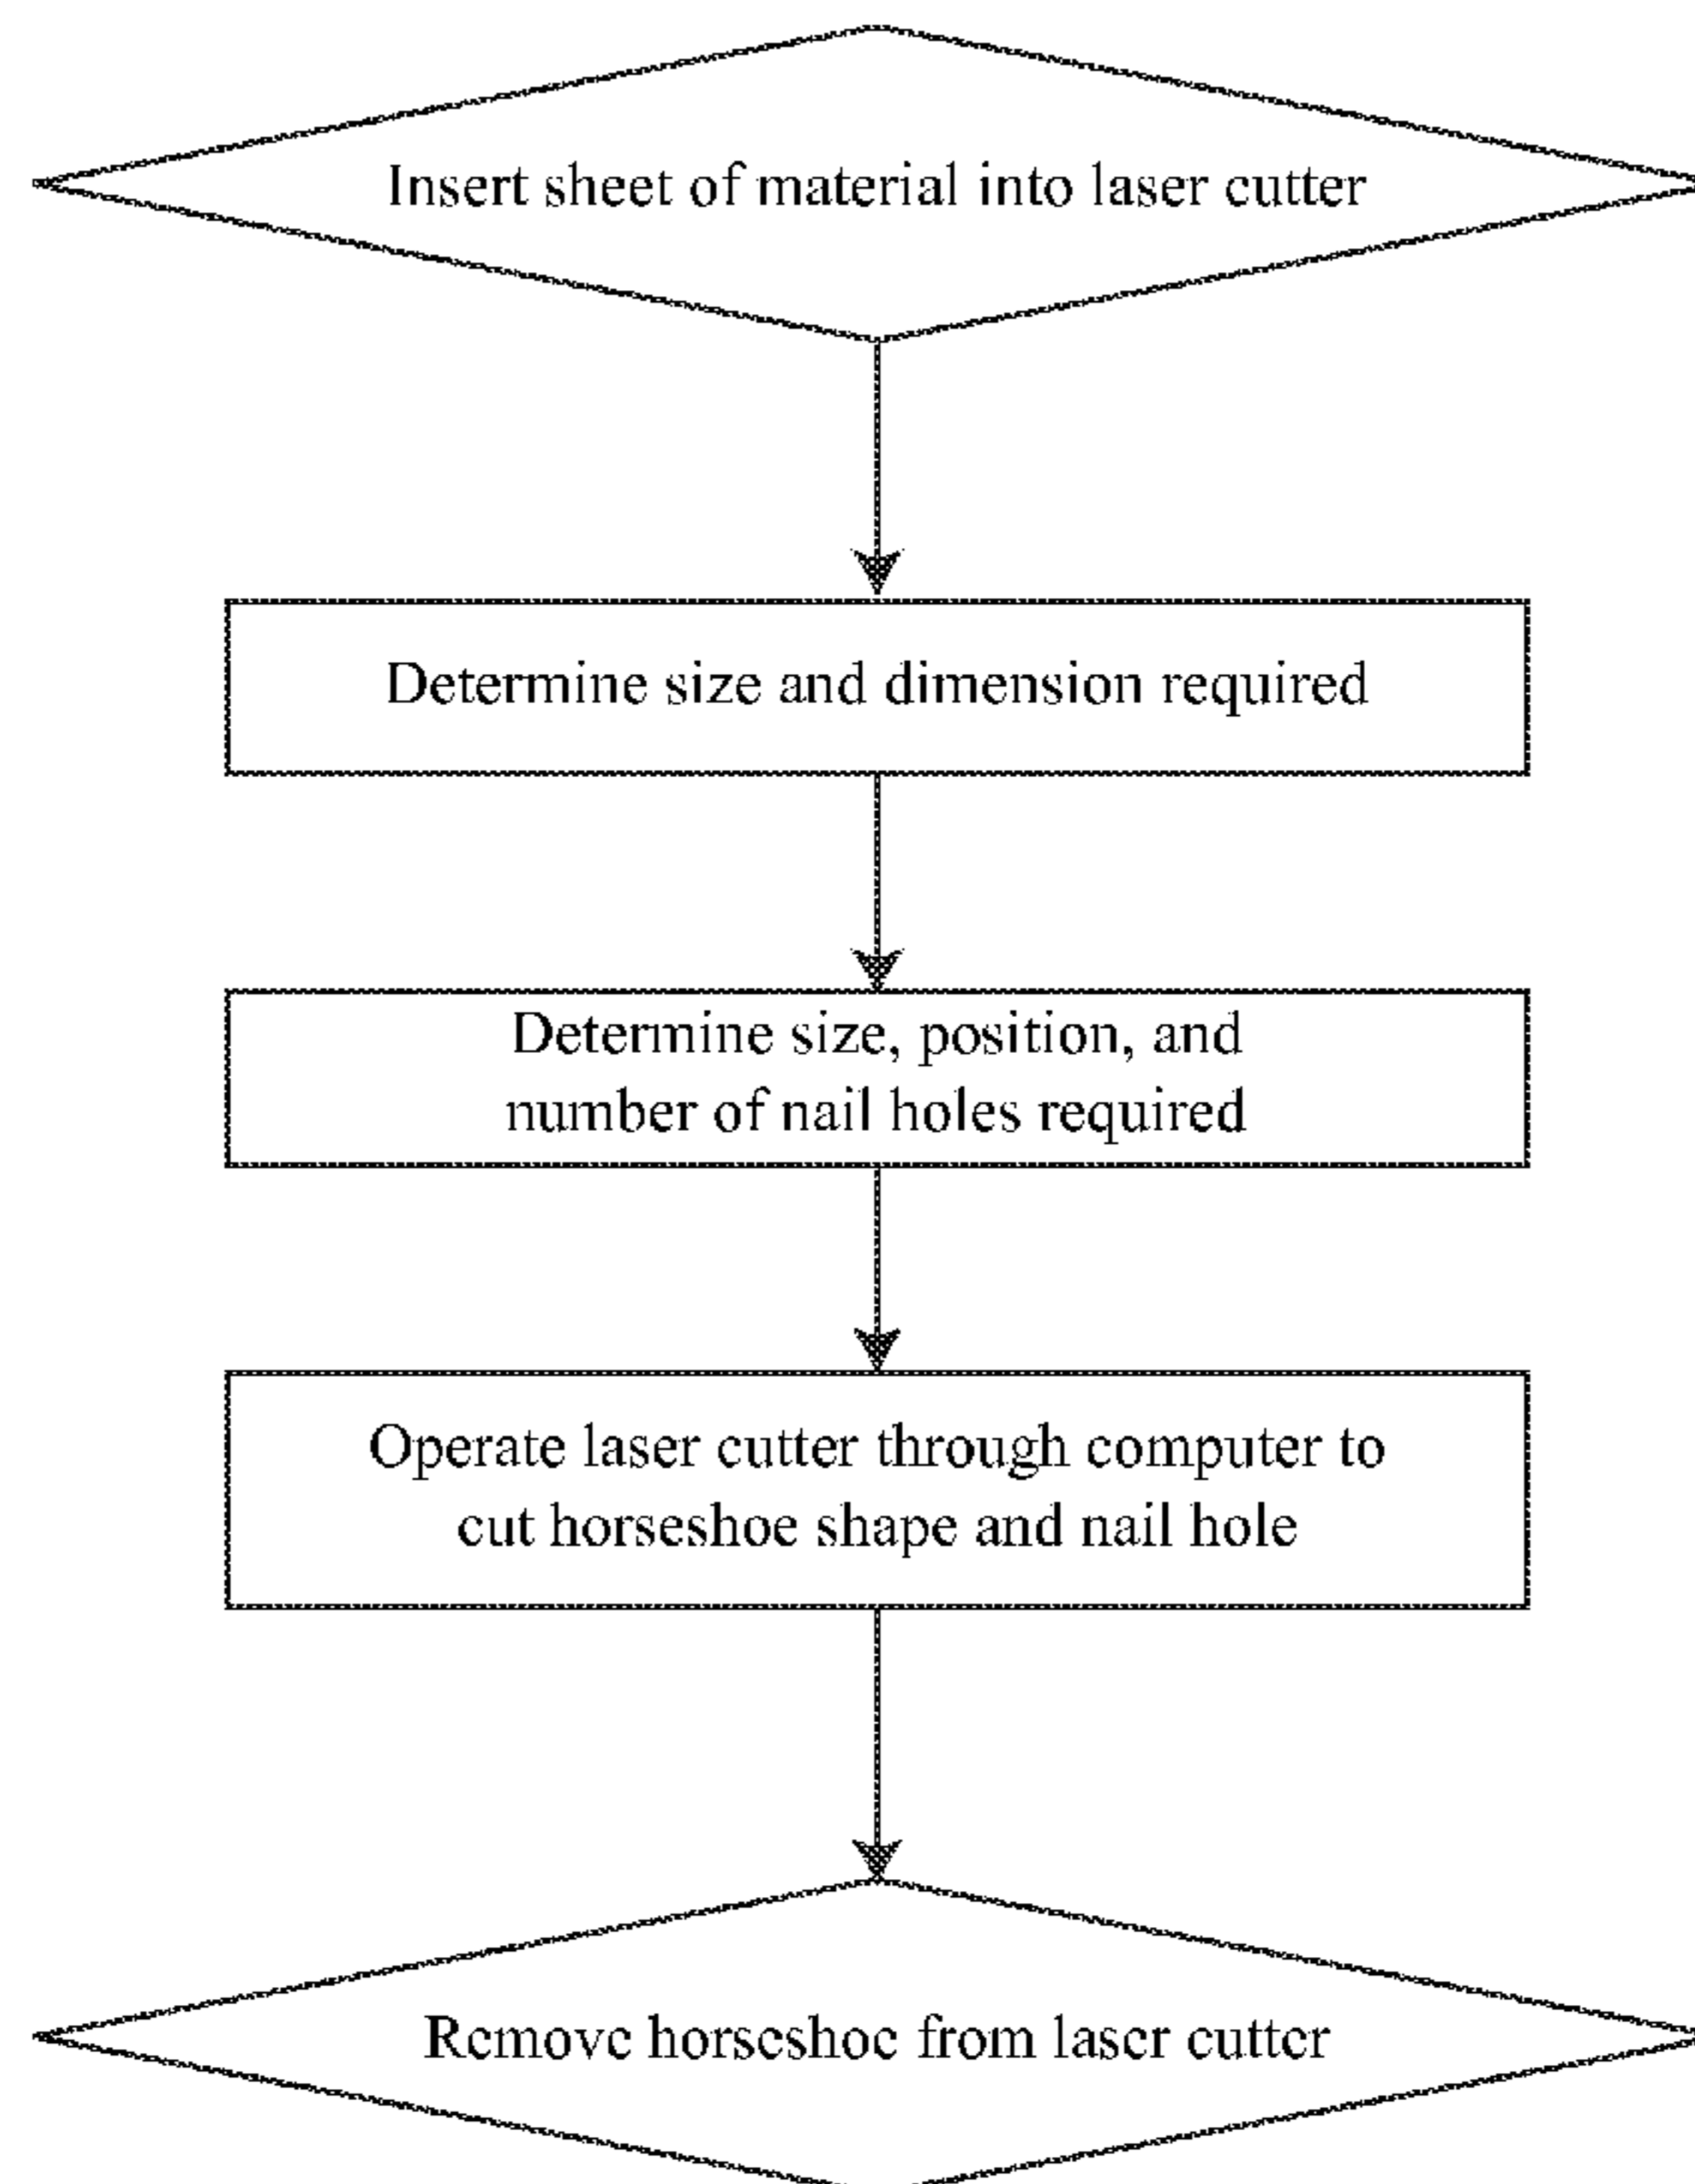 Insert sheet of material into laser cutter
Determine size and dimension required
Determine size, position, and
number of nail holes required
Operate laser cutter through computer to
cut horseshoe shape and nail hole
Remove horseshoe from laser cutter